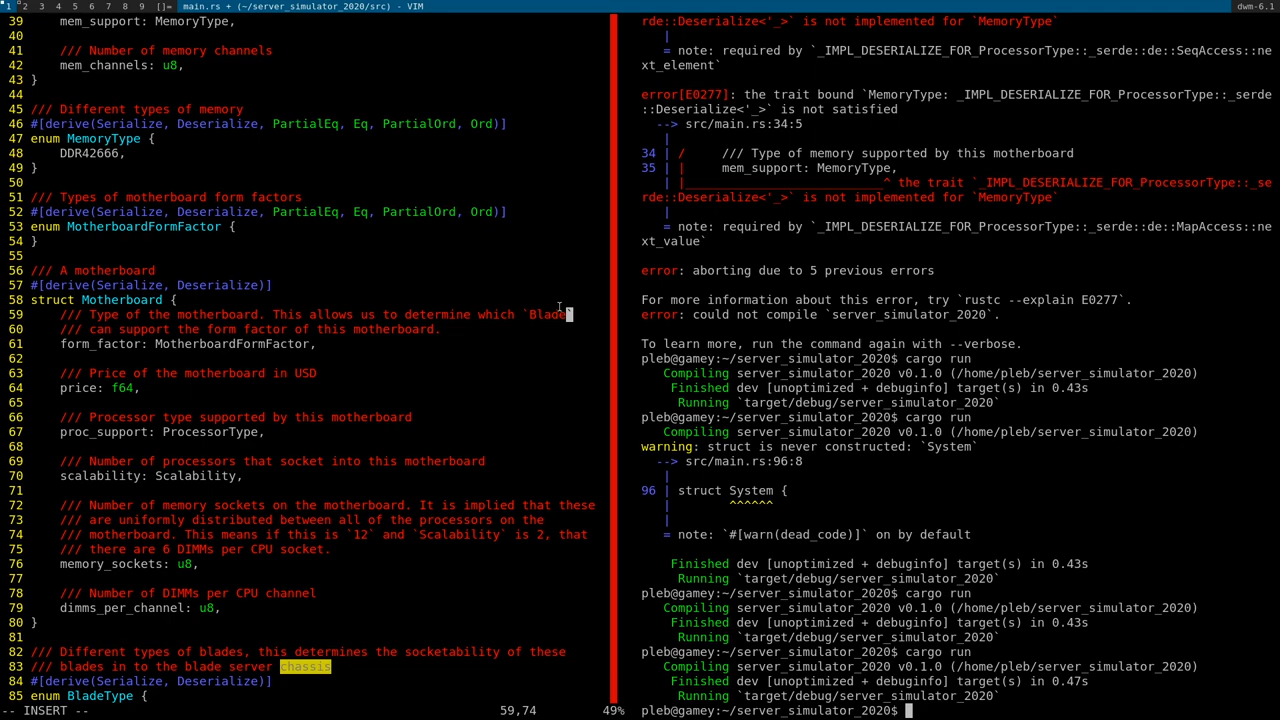 1 2 3 4 5 6 7 8 9 []= main.rs + (~/server_simulator_2020/src) - VIM dwm-6.1
39     mem_support: MemoryType,
40
41     /// Number of memory channels
42     mem_channels: u8,
43 }
44
45 /// Different types of memory
46 #[derive(Serialize, Deserialize, PartialEq, Eq, PartialOrd, Ord)]
47 enum MemoryType {
48     DDR42666,
49 }
50
51 /// Types of motherboard form factors
52 #[derive(Serialize, Deserialize, PartialEq, Eq, PartialOrd, Ord)]
53 enum MotherboardFormFactor {
54 }
55
56 /// A motherboard
57 #[derive(Serialize, Deserialize)]
58 struct Motherboard {
59     /// Type of the motherboard. This allows us to determine which `Blade`
60     /// can support the form factor of this motherboard.
61     form_factor: MotherboardFormFactor,
62
63     /// Price of the motherboard in USD
64     price: f64,
65
66     /// Processor type supported by this motherboard
67     proc_support: ProcessorType,
68
69     /// Number of processors that socket into this motherboard
70     scalability: Scalability,
71
72     /// Number of memory sockets on the motherboard. It is implied that these
73     /// are uniformly distributed between all of the processors on the
74     /// motherboard. This means if this is `12` and `Scalability` is 2, that
75     /// there are 6 DIMMs per CPU socket.
76     memory_sockets: u8,
77
78     /// Number of DIMMs per CPU channel
79     dimms_per_channel: u8,
80 }
81
82 /// Different types of blades, this determines the socketability of these
83 /// blades in to the blade server chassis
84 #[derive(Serialize, Deserialize)]
85 enum BladeType {
-- INSERT -- 59,74 49%
rde::Deserialize<'_>` is not implemented for `MemoryType`
   |
   = note: required by `_IMPL_DESERIALIZE_FOR_ProcessorType::_serde::de::SeqAccess::ne
xt_element`

error[E0277]: the trait bound `MemoryType: _IMPL_DESERIALIZE_FOR_ProcessorType::_serde
::Deserialize<'_>` is not satisfied
  --> src/main.rs:34:5
   |
34 | /     /// Type of memory supported by this motherboard
35 | |     mem_support: MemoryType,
   | |___________________________^ the trait `_IMPL_DESERIALIZE_FOR_ProcessorType::_se
rde::Deserialize<'_>` is not implemented for `MemoryType`
   |
   = note: required by `_IMPL_DESERIALIZE_FOR_ProcessorType::_serde::de::MapAccess::ne
xt_value`

error: aborting due to 5 previous errors

For more information about this error, try `rustc --explain E0277`.
error: could not compile `server_simulator_2020`.

To learn more, run the command again with --verbose.
pleb@gamey:~/server_simulator_2020$ cargo run
   Compiling server_simulator_2020 v0.1.0 (/home/pleb/server_simulator_2020)
    Finished dev [unoptimized + debuginfo] target(s) in 0.43s
     Running `target/debug/server_simulator_2020`
pleb@gamey:~/server_simulator_2020$ cargo run
   Compiling server_simulator_2020 v0.1.0 (/home/pleb/server_simulator_2020)
warning: struct is never constructed: `System`
  --> src/main.rs:96:8
   |
96 | struct System {
   |        ^^^^^^
   |
   = note: `#[warn(dead_code)]` on by default

    Finished dev [unoptimized + debuginfo] target(s) in 0.43s
     Running `target/debug/server_simulator_2020`
pleb@gamey:~/server_simulator_2020$ cargo run
   Compiling server_simulator_2020 v0.1.0 (/home/pleb/server_simulator_2020)
    Finished dev [unoptimized + debuginfo] target(s) in 0.43s
     Running `target/debug/server_simulator_2020`
pleb@gamey:~/server_simulator_2020$ cargo run
   Compiling server_simulator_2020 v0.1.0 (/home/pleb/server_simulator_2020)
    Finished dev [unoptimized + debuginfo] target(s) in 0.47s
     Running `target/debug/server_simulator_2020`
pleb@gamey:~/server_simulator_2020$